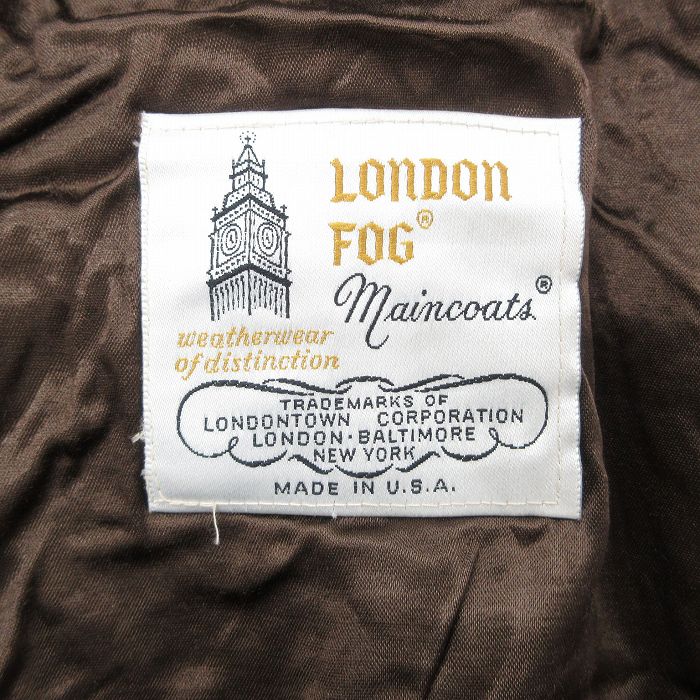 LONDON
FOG®
Maincoats®
weatherwear
of distinction
TRADEMARKS OF
LONDONTOWN CORPORATION
LONDON·BALTIMORE
NEW YORK
MADE IN U.S.A.